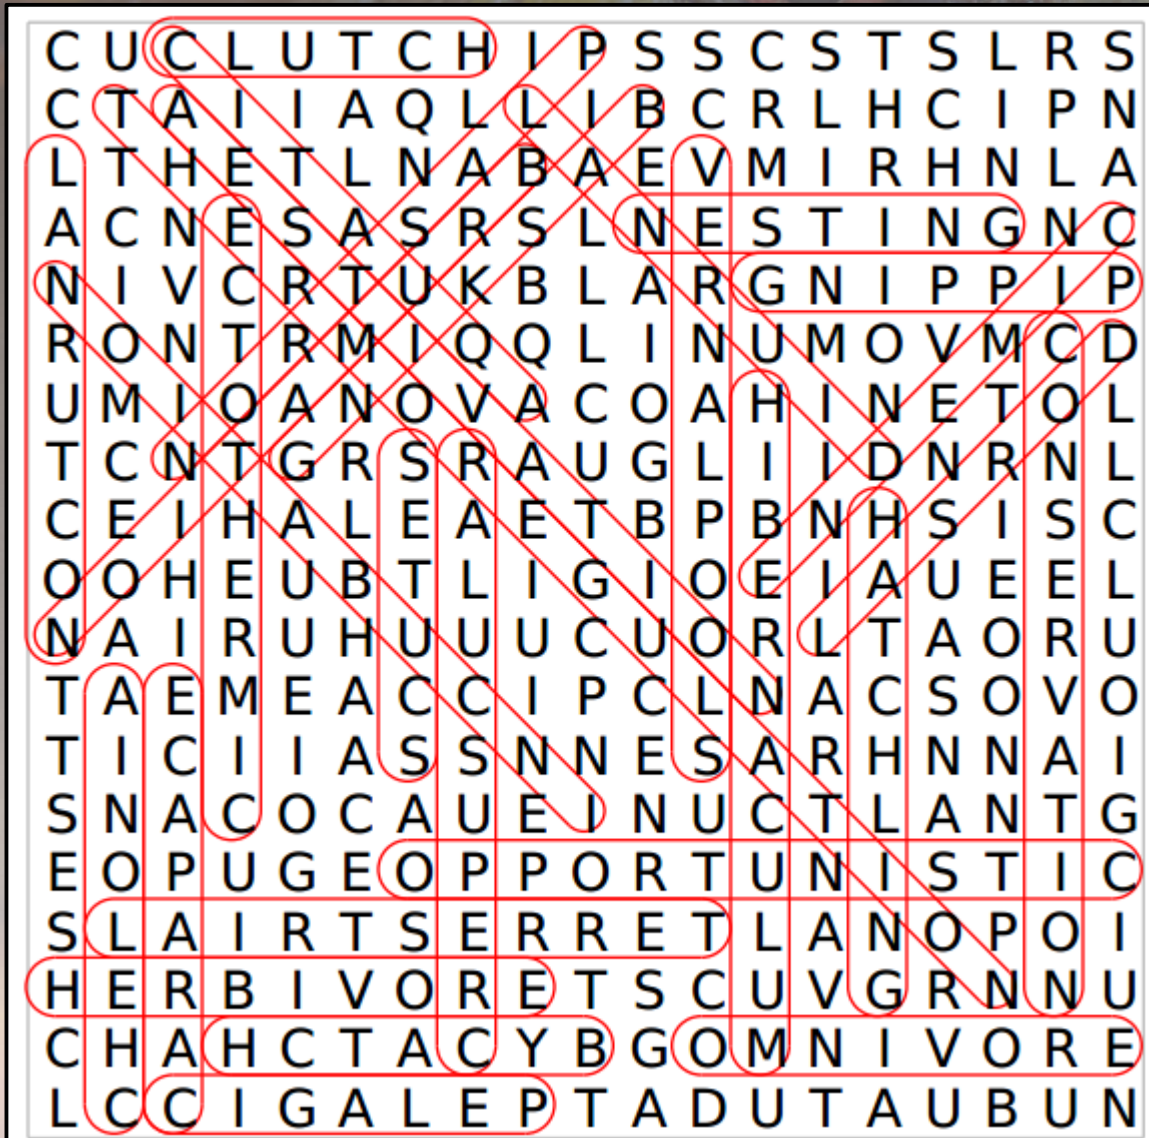 C U C L U T C H I P S S C S T S L R S
C T A I I A Q L L I B C R L H C I P N
L T H E T L N A B A E V M I R H N L A
A C N E S A S R S L N E S T I N G N C
N I V C R T U K B L A R G N I P P I P
R O N T R M I Q Q L I N U M O V M C D
U M I O A N O V A C O A H I N E T O L
T C N T G R S R A U G L I I D N R N L
C E I H A L E A E T B P B N H S I S C
O O H E U B T L I G I O E I A U E E L
N A I R U H U U U C U O R L T A O R U
T A E M E A C C I P C L N A C S O V O
T I C I I A S S N N E S A R H N N A I
S N A C O C A U E I N U C T L A N T G
E O P U G E O P P O R T U N I S T I C
S L A I R T S E R R E T L A N O P O I
H E R B I V O R E T S C U V G R N N U
C H A H C T A C Y B G O M N I V O R E
L C C I G A L E P T A D U T A U B U N